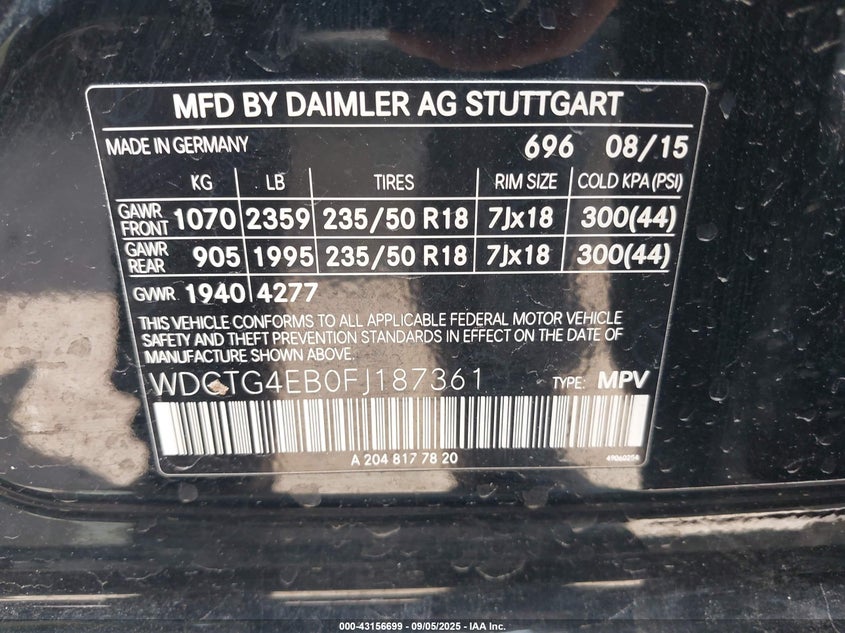 MFD BY DAIMLER AG STUTTGART
MADE IN GERMANY 696 08/15
KG LB TIRES RIM SIZE COLD KPA (PSI)
GAWR FRONT 1070 2359 235/50 R18 7Jx18 300(44)
GAWR REAR 905 1995 235/50 R18 7Jx18 300(44)
GVWR 1940 4277
THIS VEHICLE CONFORMS TO ALL APPLICABLE FEDERAL MOTOR VEHICLE
SAFETY AND THEFT PREVENTION STANDARDS IN EFFECT ON THE DATE OF
MANUFACTURE SHOWN ABOVE.
WDCTG4EB0FJ187361 TYPE: MPV
A 204 817 78 20 49060254
000-43156699 - 09/05/2025 - IAA Inc.